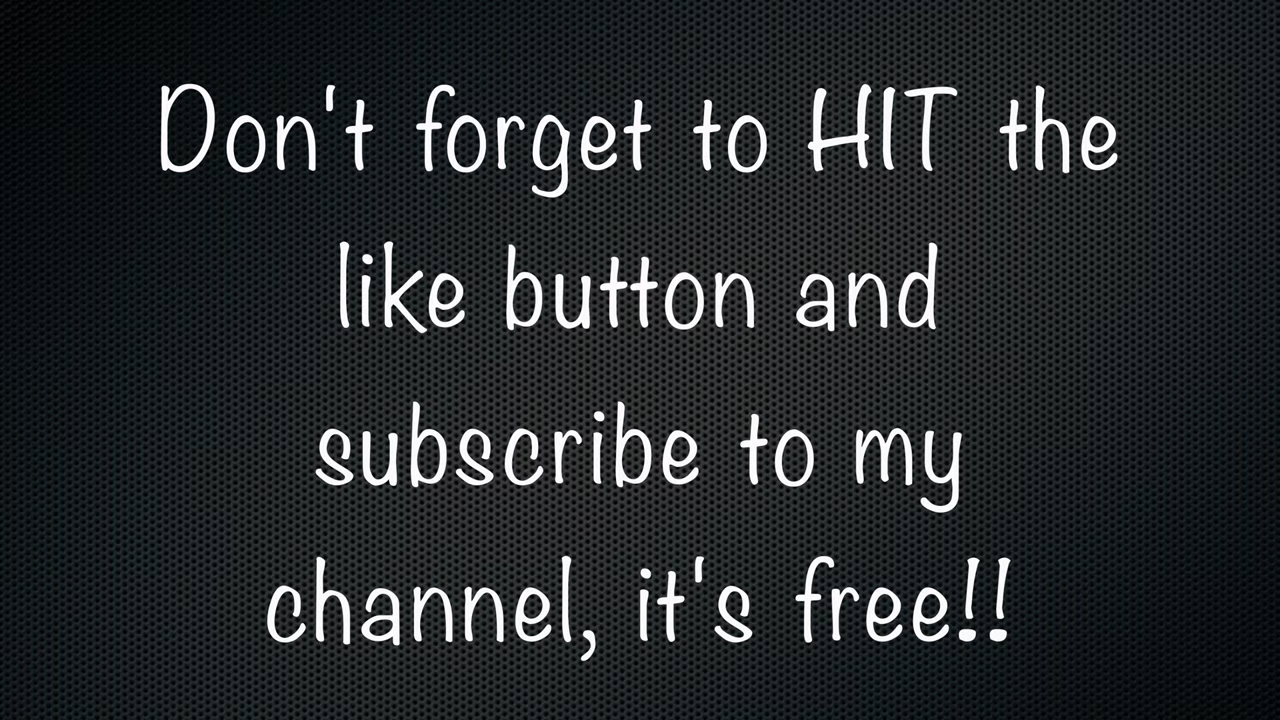 Don't forget to HIT the
like button and
subscribe to my
channel, it's free!!